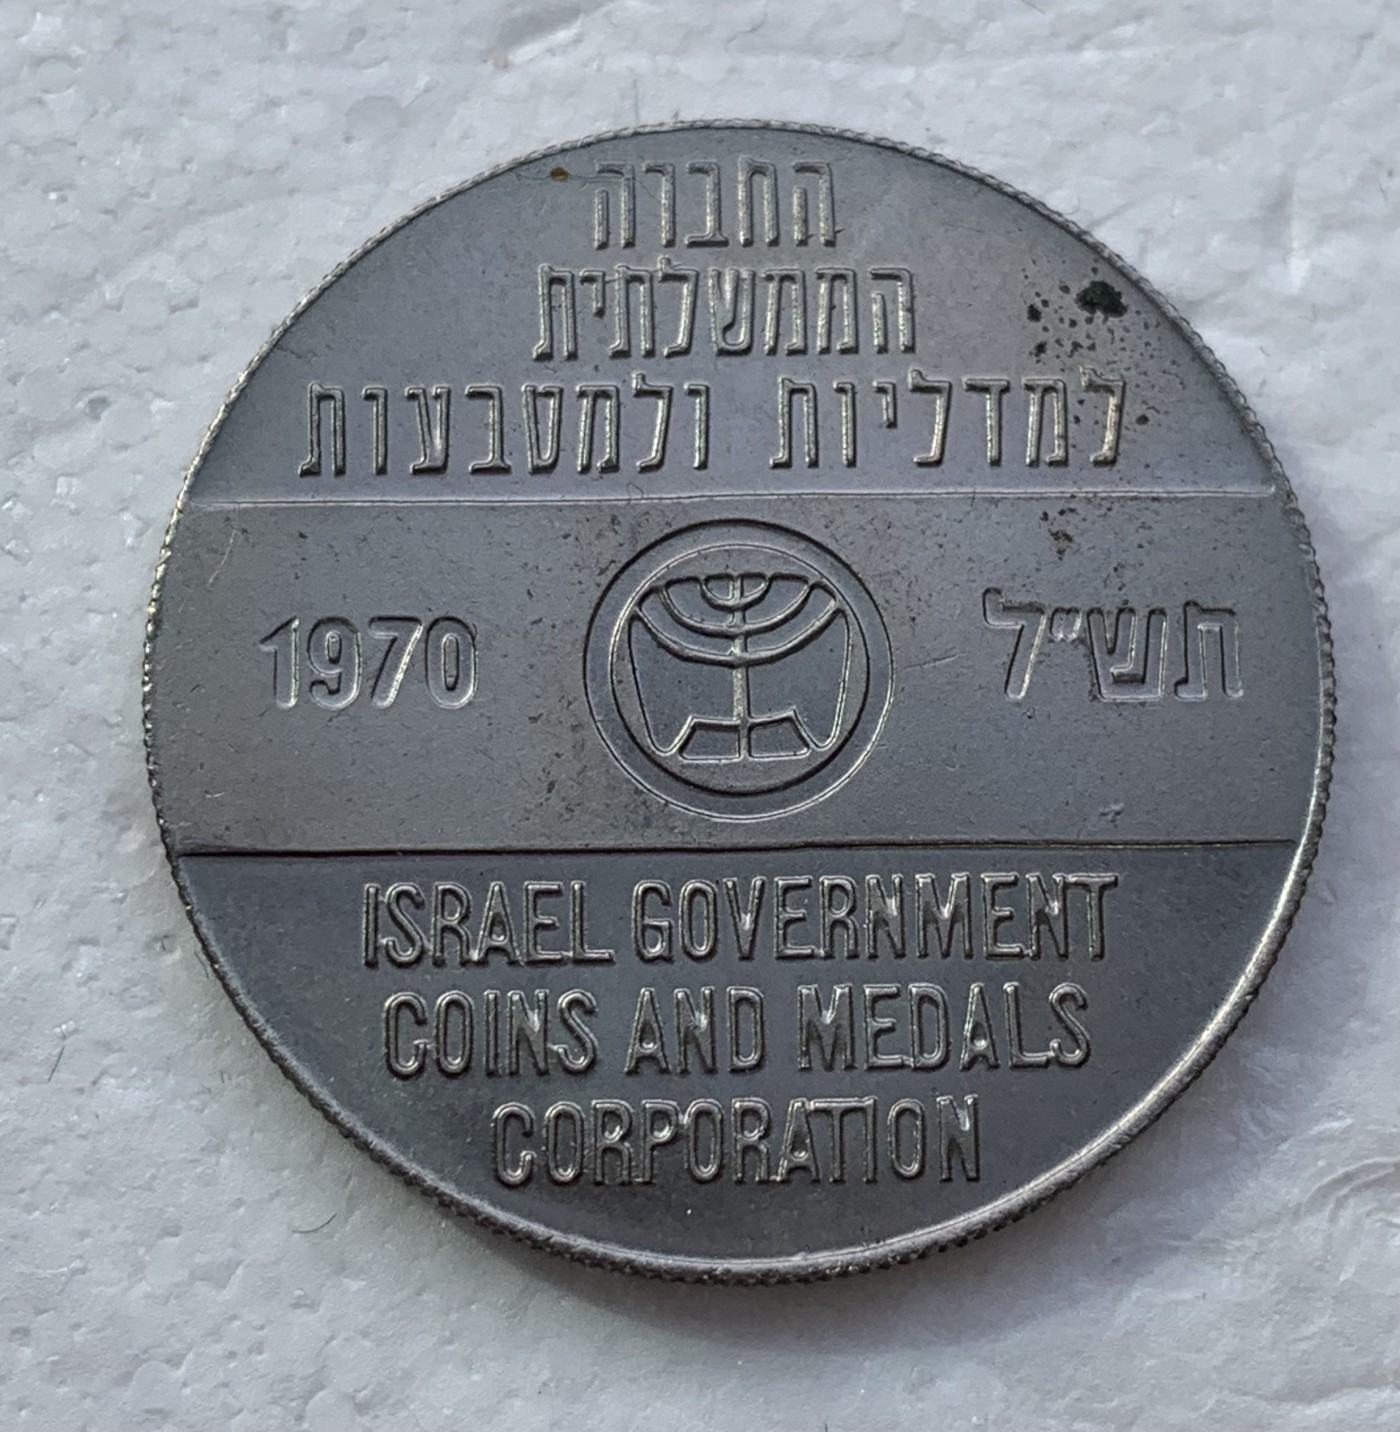 החברה
הממשלתית
למדליות ולמטבעות
1970 תש"ל
ISRAEL GOVERNMENT
COINS AND MEDALS
CORPORATION